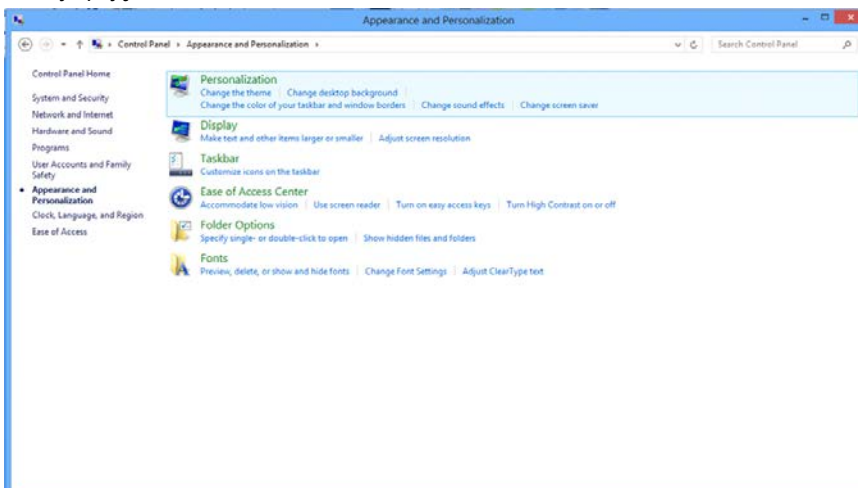 Appearance and Personalization
Control Panel › Appearance and Personalization ›
Search Control Panel
Control Panel Home
System and Security
Network and Internet
Hardware and Sound
Programs
User Accounts and Family
Safety
Appearance and
Personalization
Clock, Language, and Region
Ease of Access
Personalization
Change the theme | Change desktop background
Change the color of your taskbar and window borders | Change sound effects | Change screen saver
Display
Make text and other items larger or smaller | Adjust screen resolution
Taskbar
Customize icons on the taskbar
Ease of Access Center
Accommodate low vision | Use screen reader | Turn on easy access keys | Turn High Contrast on or off
Folder Options
Specify single- or double-click to open | Show hidden files and folders
Fonts
Preview, delete, or show and hide fonts | Change Font Settings | Adjust ClearType text